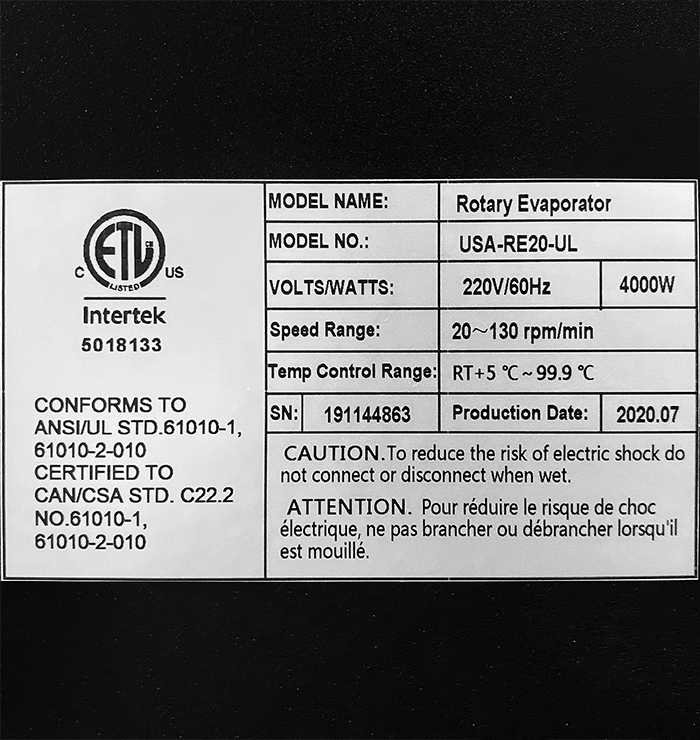 ETL CM
LISTED
C US
Intertek
5018133
CONFORMS TO
ANSI/UL STD.61010-1,
61010-2-010
CERTIFIED TO
CAN/CSA STD. C22.2
NO.61010-1,
61010-2-010
MODEL NAME: Rotary Evaporator
MODEL NO.: USA-RE20-UL
VOLTS/WATTS: 220V/60Hz 4000W
Speed Range: 20~130 rpm/min
Temp Control Range: RT+5 ℃~99.9 ℃
SN: 191144863 Production Date: 2020.07
CAUTION.To reduce the risk of electric shock do
not connect or disconnect when wet.
ATTENTION. Pour réduire le risque de choc
électrique, ne pas brancher ou débrancher lorsqu'il
est mouillé.